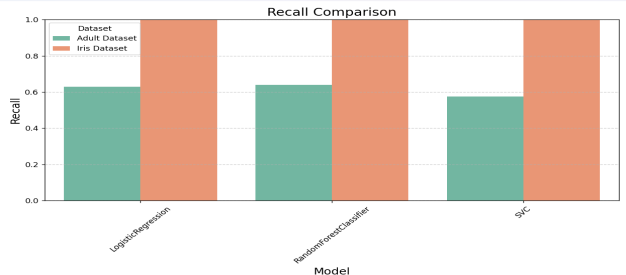 Recall Comparison
Dataset
Adult Dataset
Iris Dataset
Recall
1.0
0.8
0.6
0.4
0.2
0.0
LogisticRegression
RandomForestClassifier
SVC
Model